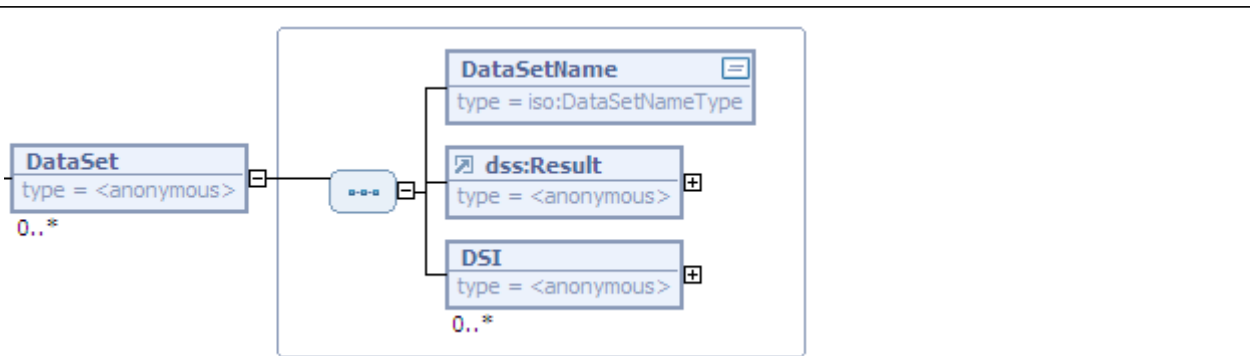 DataSetName
type = iso:DataSetNameType
DataSet
type = <anonymous>
0..*
dss:Result
type = <anonymous>
DSI
type = <anonymous>
0..*